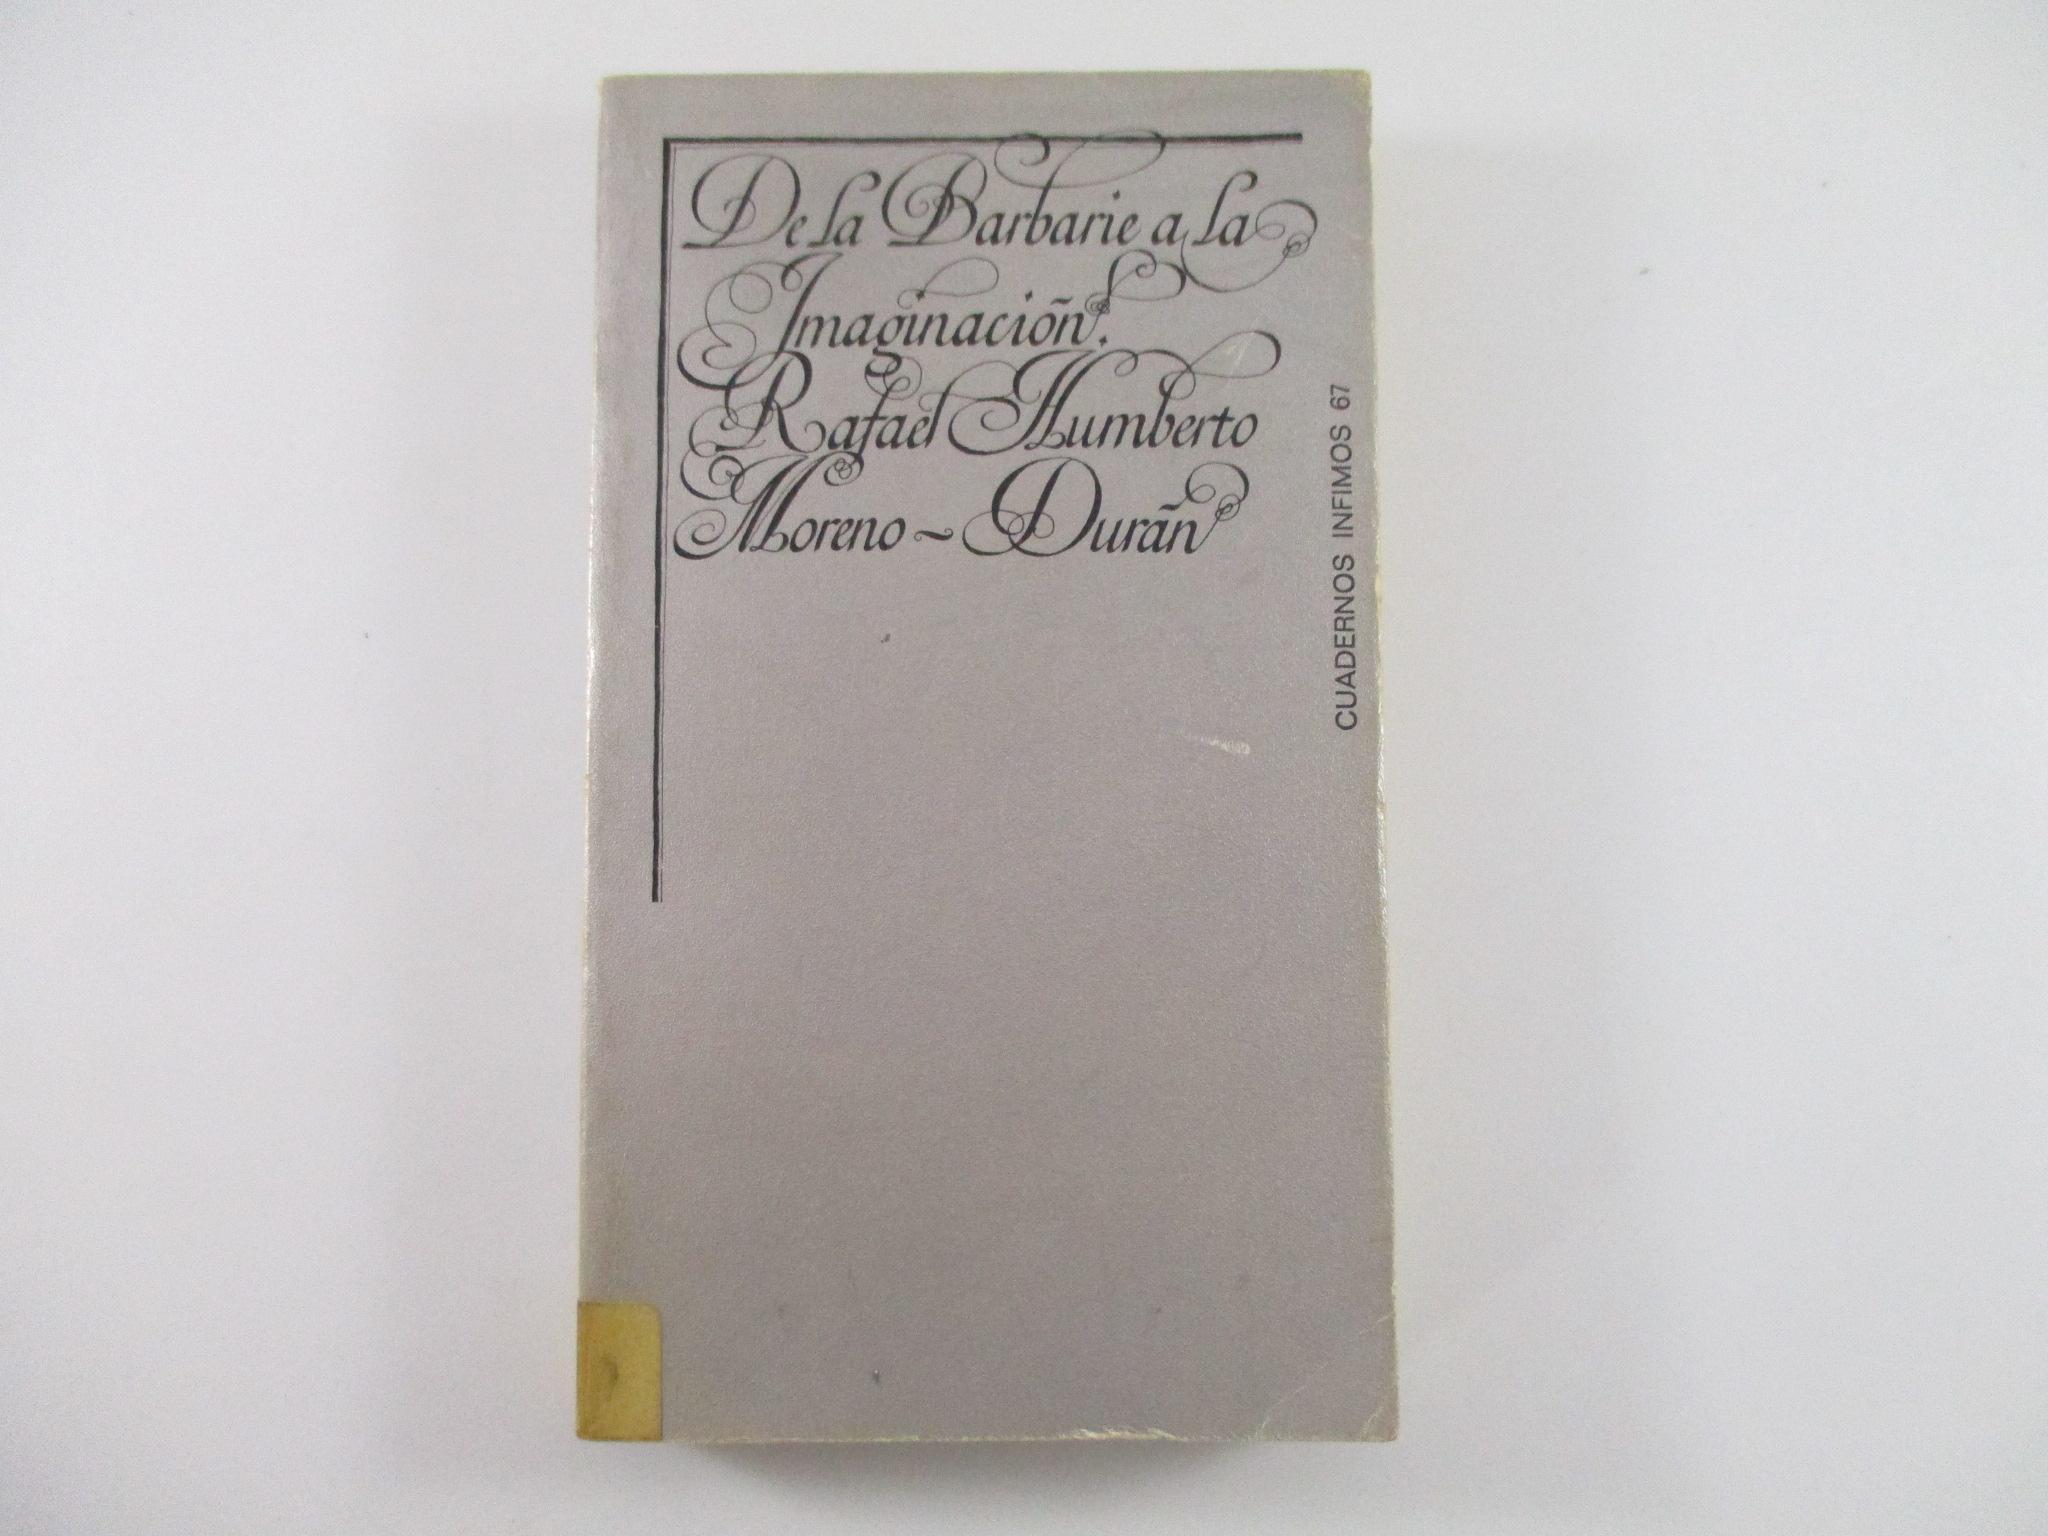 De la Barbarie a la
Imaginación.
Rafael Humberto
Moreno - Durán
CUADERNOS INFIMOS 67